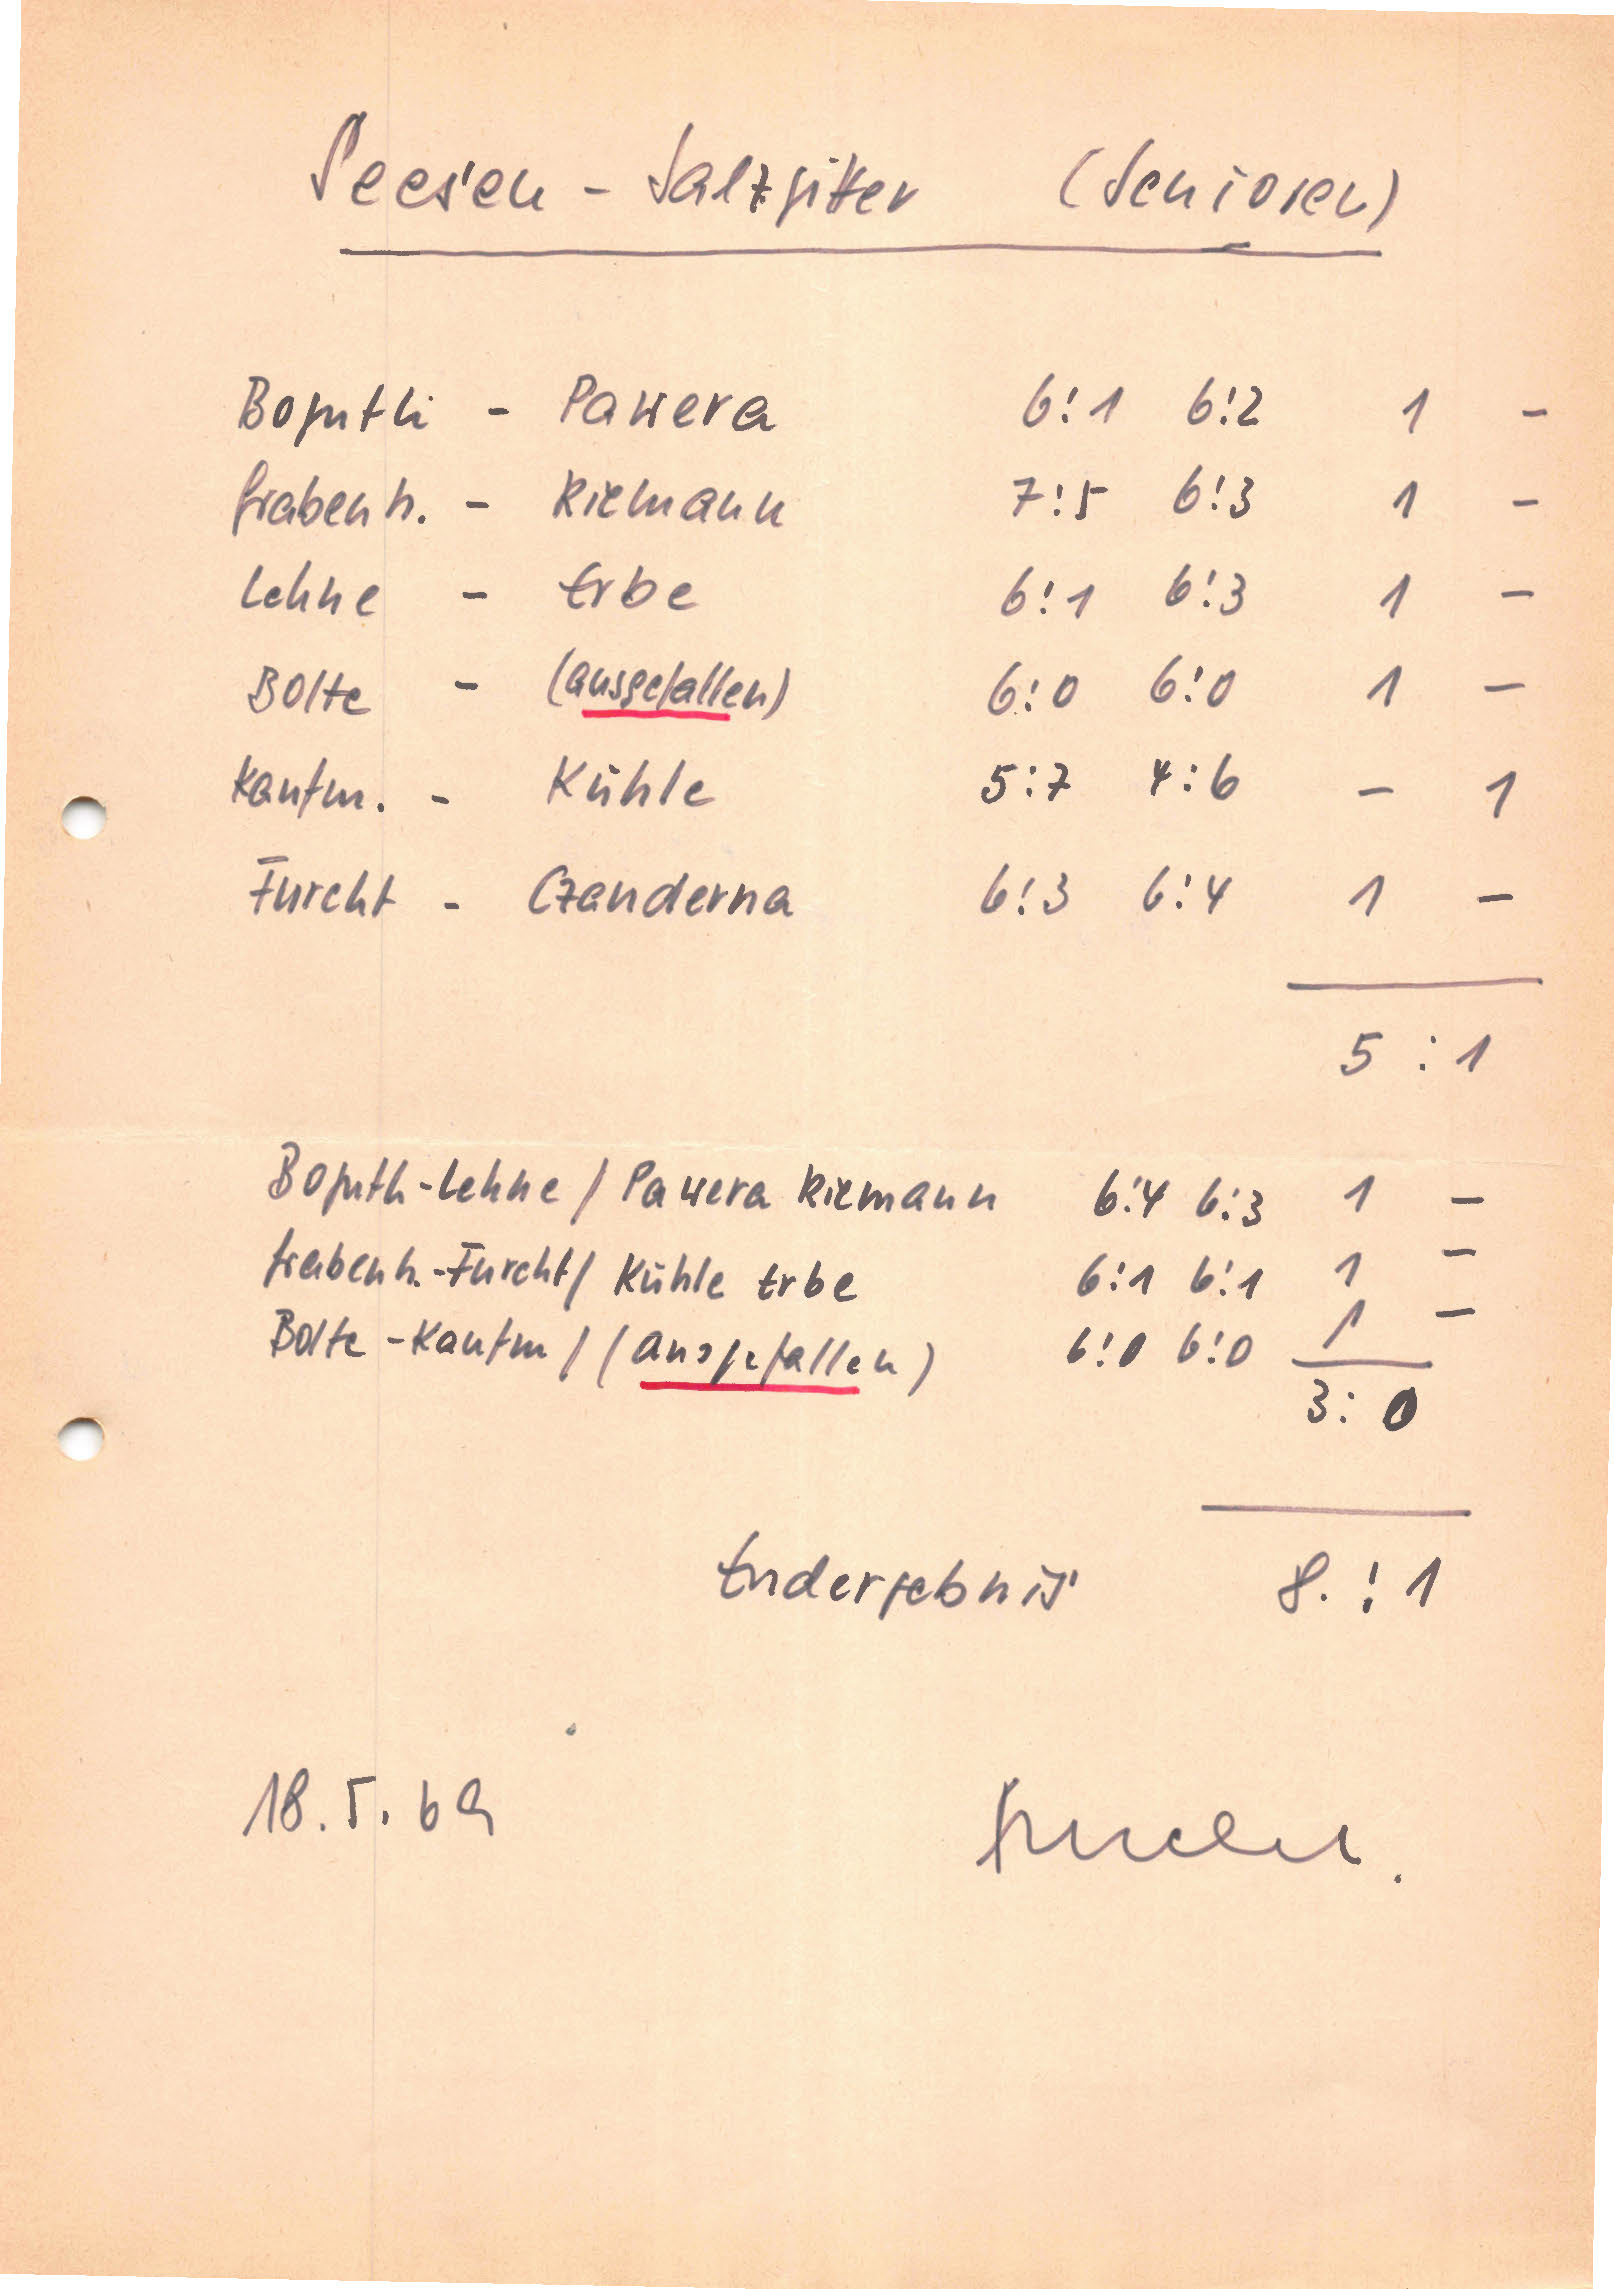 Seesen - Salzgitter (Senioren)
- Pawera 6:1 6:2 1 -
Grabenh. - Riemann 7:5 6:3 1 -
Lehne - Erbe 6:1 6:3 1 -
Bolte - (ausgefallen) 6:0 6:0 1 -
Kaufm. - Kühle 5:7 4:6 - 1
Furcht - Czanderna 6:3 6:4 1 -
5 : 1
-Lehne / Pawera Riemann 6:4 6:3 1 -
Grabenh.-Furcht / Kühle Erbe 6:1 6:1 1 -
Bolte - Kaufm / (ausgefallen) 6:0 6:0 1 -
3 : 0
Endergebnis 8. : 1
18. 5. 69